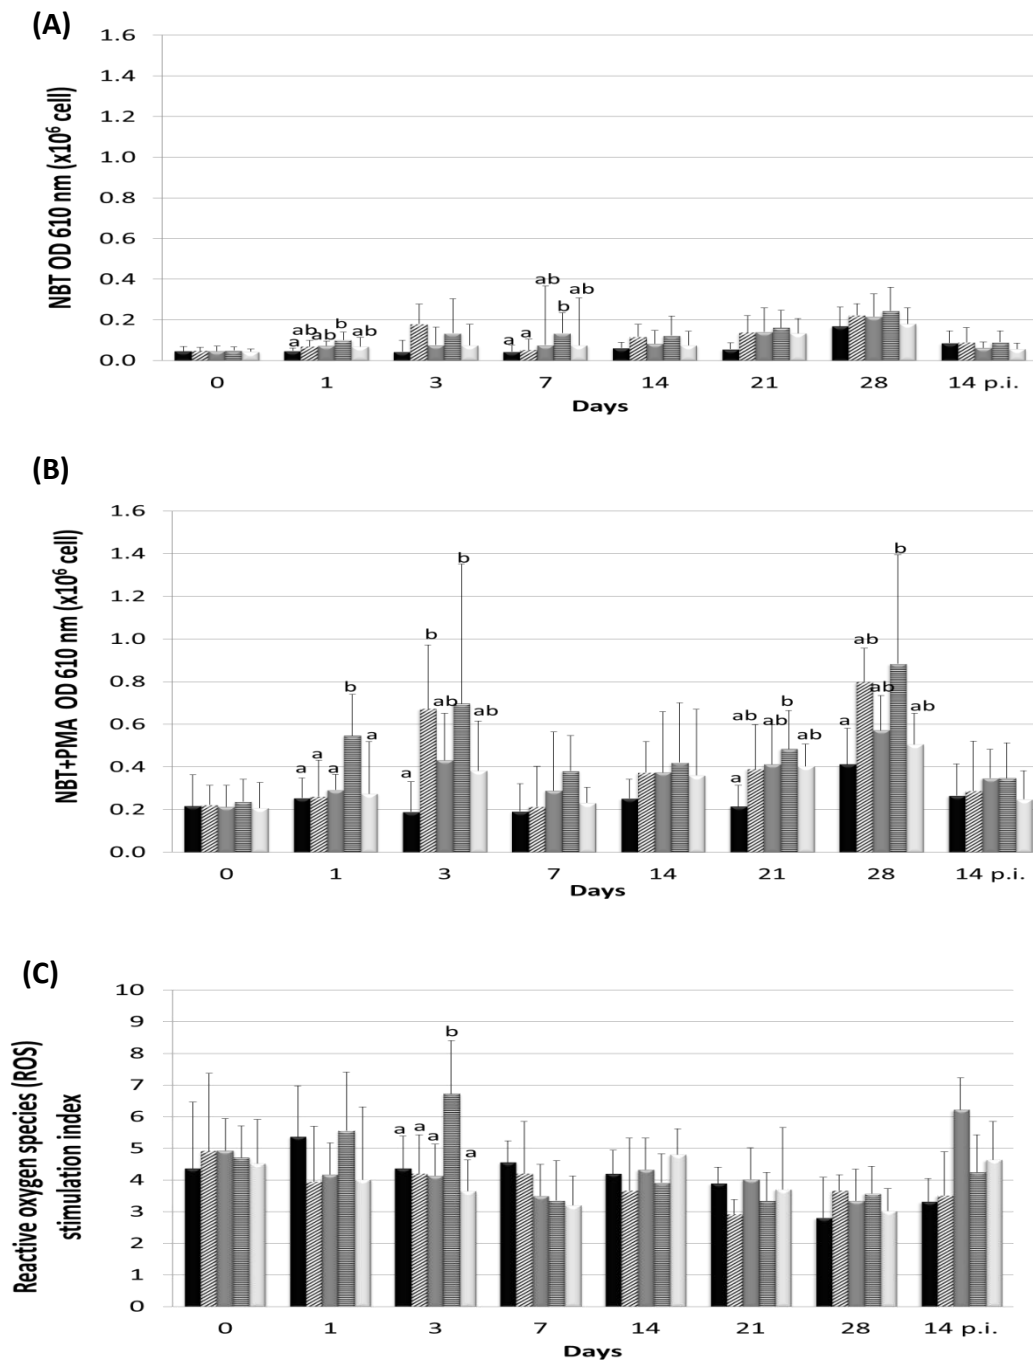 (A)
NBT OD 610 nm (x10⁶ cell)
1.6
1.4
1.2
1.0
0.8
0.6
0.4
0.2
0.0
a ab ab b ab
a a ab b ab
0 1 3 7 14 21 28 14 p.i.
Days
(B)
NBT+PMA OD 610 nm (x10⁶ cell)
1.6
1.4
1.2
1.0
0.8
0.6
0.4
0.2
0.0
a a a b a
a b ab b ab
a ab ab b ab
a ab ab b ab
0 1 3 7 14 21 28 14 p.i.
Days
(C)
Reactive oxygen species (ROS)
stimulation index
10
9
8
7
6
5
4
3
2
1
0
a a a b a
0 1 3 7 14 21 28 14 p.i.
Days